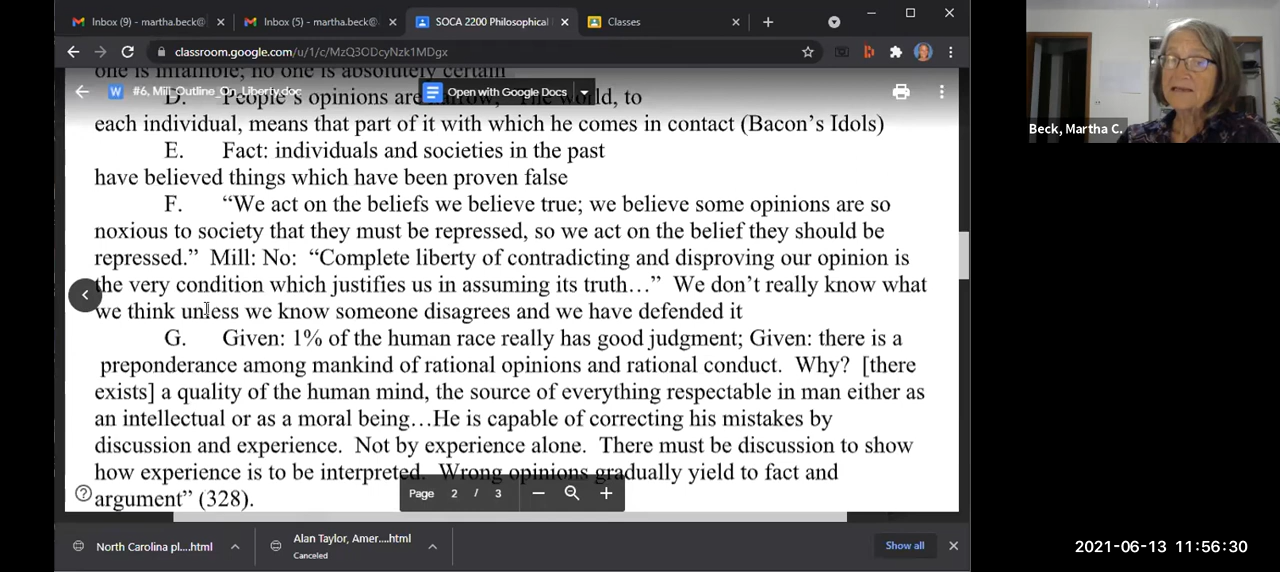 Inbox (9) - martha.beck@
Inbox (5) - martha.beck@
SOCA 2200 Philosophical
Classes
classroom.google.com/u/1/c/MzQ3ODcyNzk1MDgx
one is infallible; no one is absolutely certain
#6, Mill_Outline_On_Liberty.doc
Open with Google Docs
D. People's opinions are narrow; "The world, to
each individual, means that part of it with which he comes in contact (Bacon's Idols)
E. Fact: individuals and societies in the past
have believed things which have been proven false
F. “We act on the beliefs we believe true; we believe some opinions are so
noxious to society that they must be repressed, so we act on the belief they should be
repressed.” Mill: No: “Complete liberty of contradicting and disproving our opinion is
the very condition which justifies us in assuming its truth…” We don’t really know what
we think unless we know someone disagrees and we have defended it
G. Given: 1% of the human race really has good judgment; Given: there is a
preponderance among mankind of rational opinions and rational conduct. Why? [there
exists] a quality of the human mind, the source of everything respectable in man either as
an intellectual or as a moral being…He is capable of correcting his mistakes by
discussion and experience. Not by experience alone. There must be discussion to show
how experience is to be interpreted. Wrong opinions gradually yield to fact and
argument” (328).
Page 2 / 3
North Carolina pl....html
Alan Taylor, Amer....html
Canceled
Show all
Beck, Martha C.
2021-06-13 11:56:30